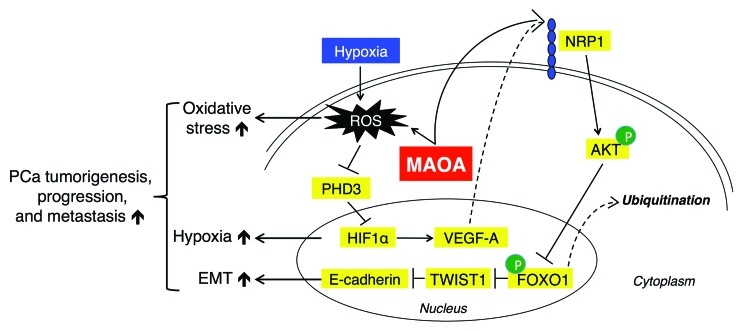 NRP1
Hypoxia
Oxidative
stress
ROS
P
AKT
MAOA
PCa tumorigenesis,
progression,
and metastasis
PHD3
Ubiquitination
Hypoxia
HIF1α
VEGF-A
P
EMT
E-cadherin
TWIST1
FOXO1
Cytoplasm
Nucleus